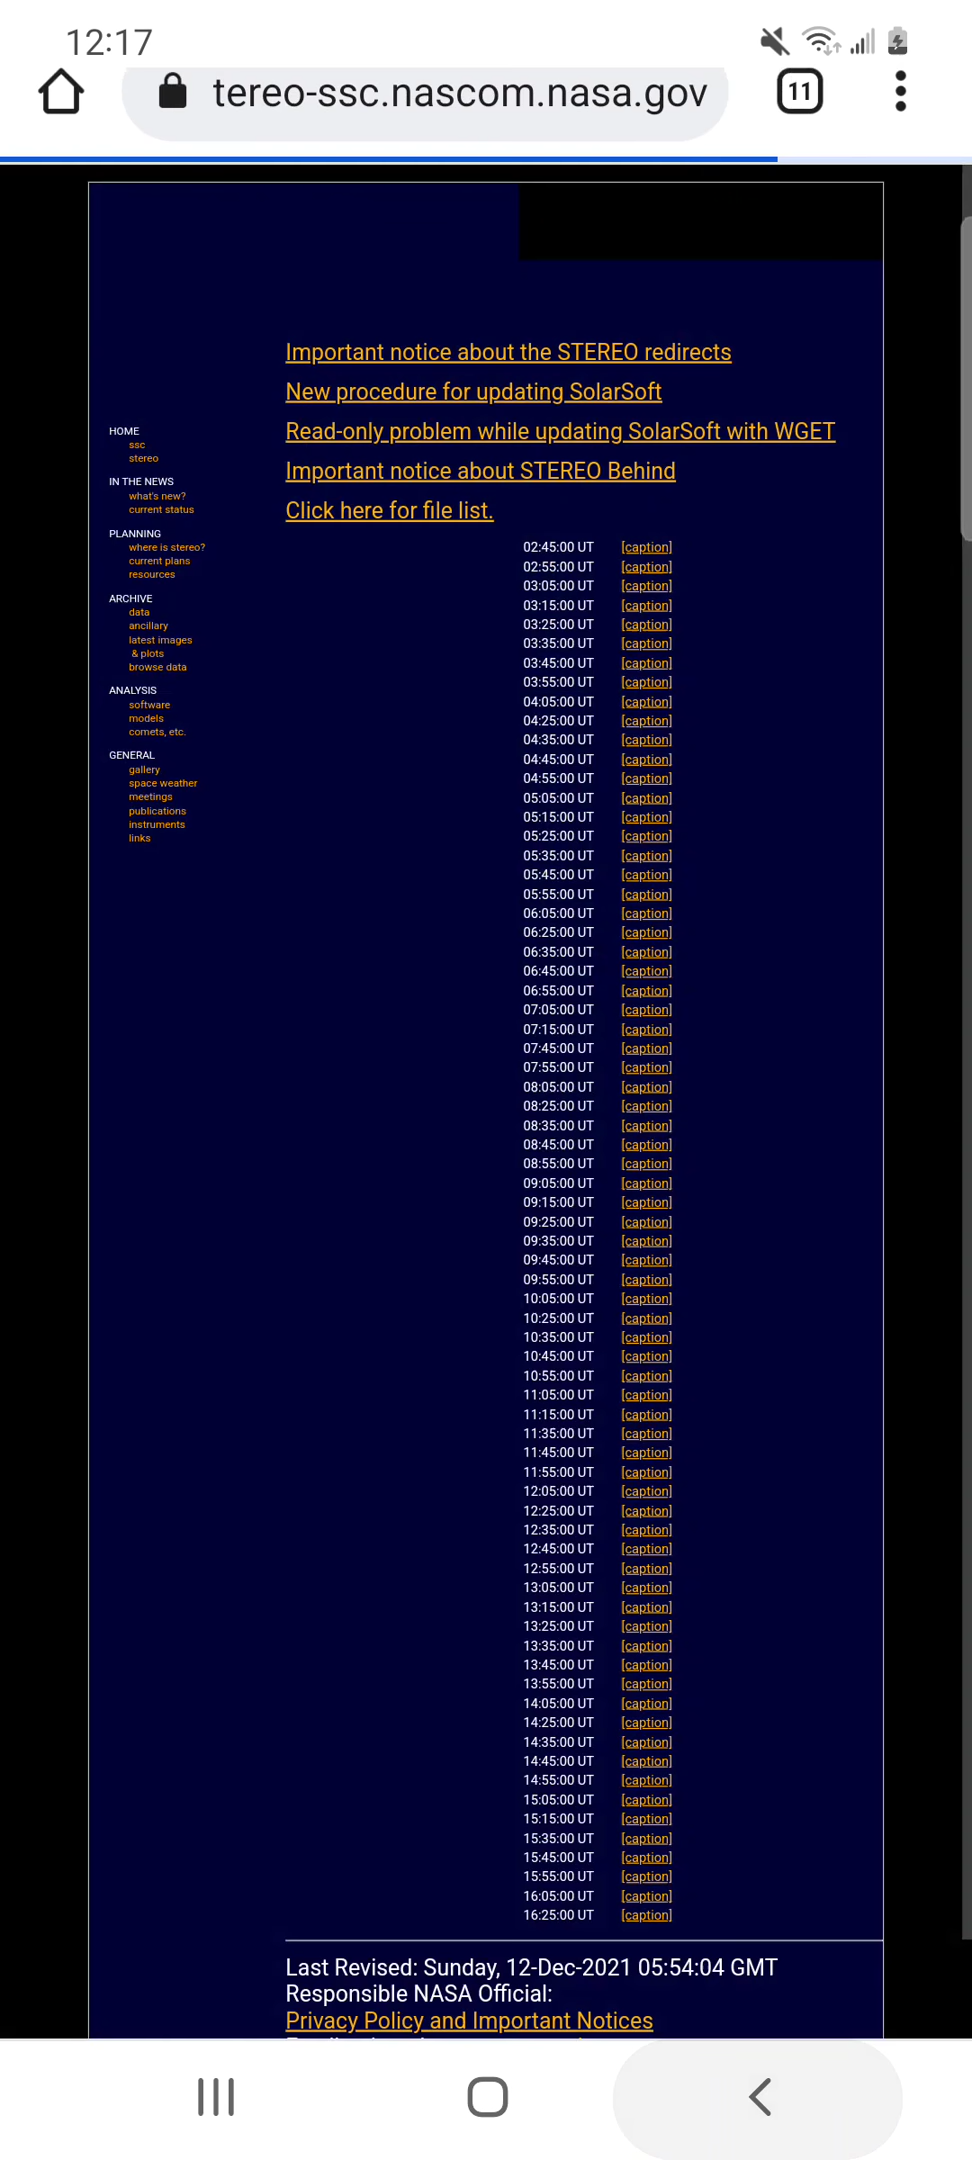 12:17
tereo-ssc.nascom.nasa.gov
11
Important notice about the STEREO redirects
New procedure for updating SolarSoft
Read-only problem while updating SolarSoft with WGET
Important notice about STEREO Behind
Click here for file list.
HOME
ssc
stereo
IN THE NEWS
what's new?
current status
PLANNING
where is stereo?
current plans
resources
ARCHIVE
data
ancillary
latest images
& plots
browse data
ANALYSIS
software
models
comets, etc.
GENERAL
gallery
space weather
meetings
publications
instruments
links
02:45:00 UT [caption]
02:55:00 UT [caption]
03:05:00 UT [caption]
03:15:00 UT [caption]
03:25:00 UT [caption]
03:35:00 UT [caption]
03:45:00 UT [caption]
03:55:00 UT [caption]
04:05:00 UT [caption]
04:25:00 UT [caption]
04:35:00 UT [caption]
04:45:00 UT [caption]
04:55:00 UT [caption]
05:05:00 UT [caption]
05:15:00 UT [caption]
05:25:00 UT [caption]
05:35:00 UT [caption]
05:45:00 UT [caption]
05:55:00 UT [caption]
06:05:00 UT [caption]
06:25:00 UT [caption]
06:35:00 UT [caption]
06:45:00 UT [caption]
06:55:00 UT [caption]
07:05:00 UT [caption]
07:15:00 UT [caption]
07:45:00 UT [caption]
07:55:00 UT [caption]
08:05:00 UT [caption]
08:25:00 UT [caption]
08:35:00 UT [caption]
08:45:00 UT [caption]
08:55:00 UT [caption]
09:05:00 UT [caption]
09:15:00 UT [caption]
09:25:00 UT [caption]
09:35:00 UT [caption]
09:45:00 UT [caption]
09:55:00 UT [caption]
10:05:00 UT [caption]
10:25:00 UT [caption]
10:35:00 UT [caption]
10:45:00 UT [caption]
10:55:00 UT [caption]
11:05:00 UT [caption]
11:15:00 UT [caption]
11:35:00 UT [caption]
11:45:00 UT [caption]
11:55:00 UT [caption]
12:05:00 UT [caption]
12:25:00 UT [caption]
12:35:00 UT [caption]
12:45:00 UT [caption]
12:55:00 UT [caption]
13:05:00 UT [caption]
13:15:00 UT [caption]
13:25:00 UT [caption]
13:35:00 UT [caption]
13:45:00 UT [caption]
13:55:00 UT [caption]
14:05:00 UT [caption]
14:25:00 UT [caption]
14:35:00 UT [caption]
14:45:00 UT [caption]
14:55:00 UT [caption]
15:05:00 UT [caption]
15:15:00 UT [caption]
15:35:00 UT [caption]
15:45:00 UT [caption]
15:55:00 UT [caption]
16:05:00 UT [caption]
16:25:00 UT [caption]
Last Revised: Sunday, 12-Dec-2021 05:54:04 GMT
Responsible NASA Official:
Privacy Policy and Important Notices